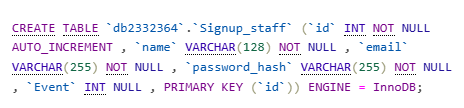 CREATE TABLE `db2332364`.`Signup_staff` (`id` INT NOT NULL
AUTO_INCREMENT , `name` VARCHAR(128) NOT NULL , `email`
VARCHAR(255) NOT NULL , `password_hash` VARCHAR(255) NOT NULL
, `Event` INT NULL , PRIMARY KEY (`id`)) ENGINE = InnoDB;